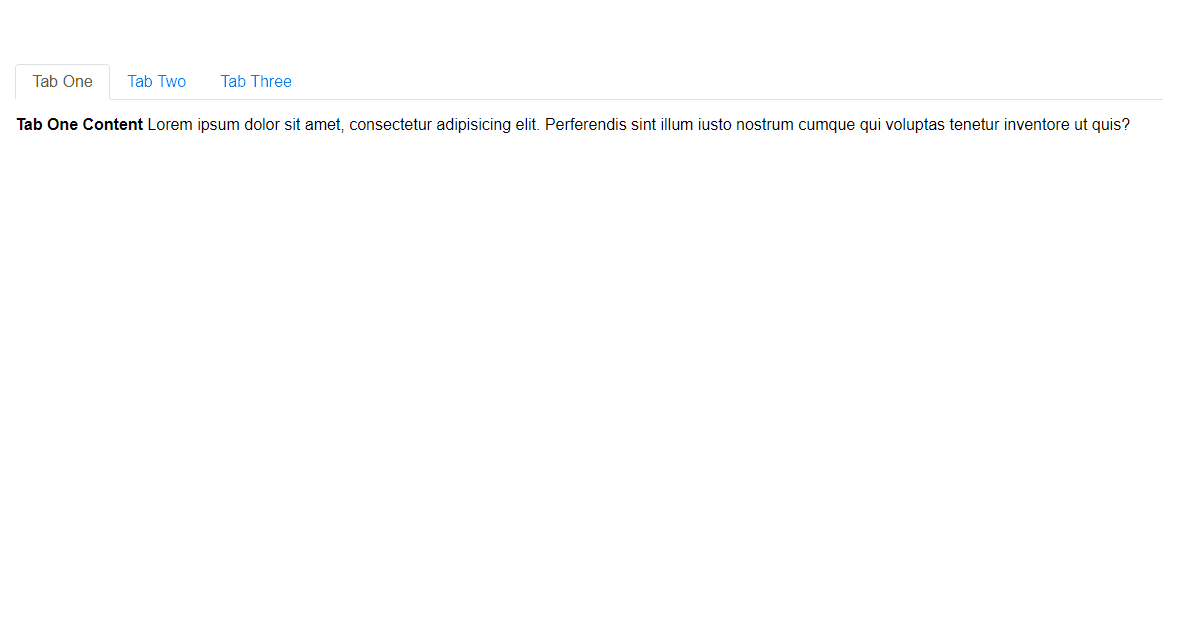 Tab One Tab Two Tab Three
Tab One Content Lorem ipsum dolor sit amet, consectetur adipisicing elit. Perferendis sint illum iusto nostrum cumque qui voluptas tenetur inventore ut quis?